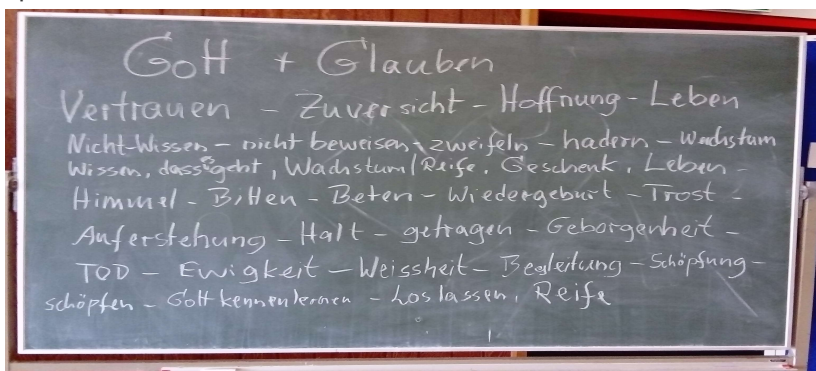 Gott + Glauben
Vertrauen - Zuversicht - Hoffnung - Leben
Nicht-Wissen - nicht beweisen - zweifeln - hadern - Wachstum
Wissen, dass es geht, Wachstum/Reife, Geschenk, Leben -
Himmel - Bitten - Beten - Wiedergeburt - Trost -
Auferstehung - Halt - getragen - Geborgenheit -
TOD - Ewigkeit - Weissheit - Begleitung - Schöpfung -
schöpfen - Gott kennenlernen - Loslassen, Reife